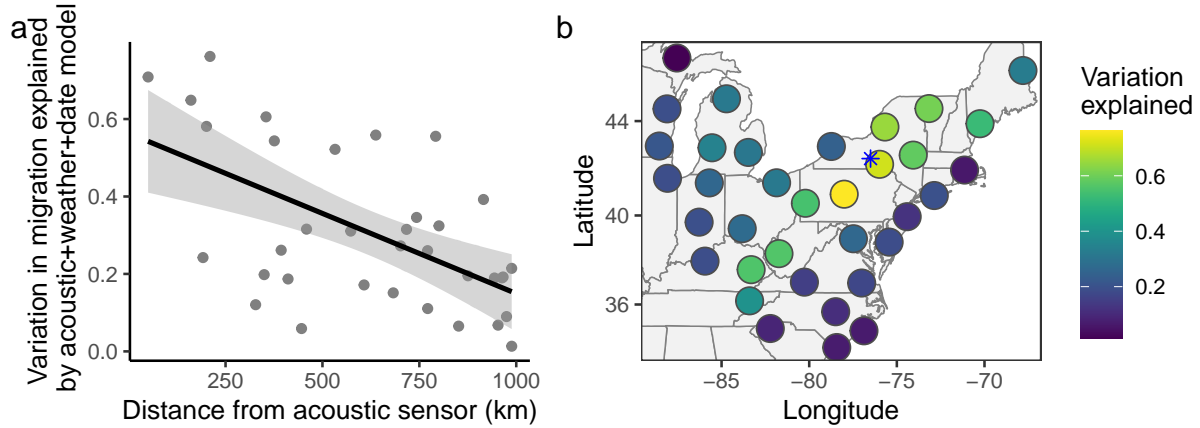 a
Variation in migration explained
by acoustic+weather+date model
0.6
0.4
0.2
0.0
250
500
750
1000
Distance from acoustic sensor (km)
b
Latitude
44
40
36
−85
−80
−75
−70
Longitude
Variation
explained
0.6
0.4
0.2